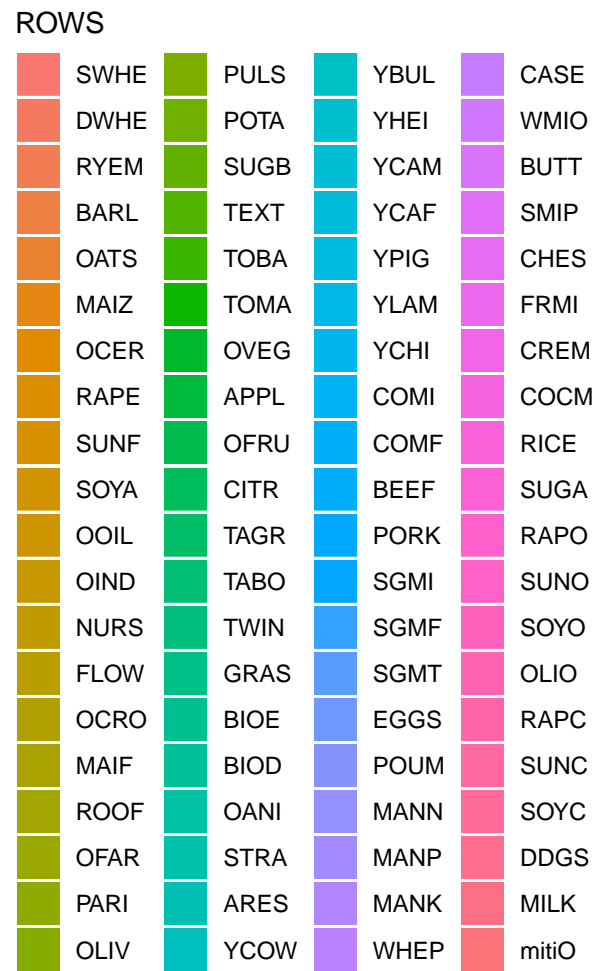 ROWS
SWHE PULS YBUL CASE
DWHE POTA YHEI WMIO
RYEM SUGB YCAM BUTT
BARL TEXT YCAF SMIP
OATS TOBA YPIG CHES
MAIZ TOMA YLAM FRMI
OCER OVEG YCHI CREM
RAPE APPL COMI COCM
SUNF OFRU COMF RICE
SOYA CITR BEEF SUGA
OOIL TAGR PORK RAPO
OIND TABO SGMI SUNO
NURS TWIN SGMF SOYO
FLOW GRAS SGMT OLIO
OCRO BIOE EGGS RAPC
MAIF BIOD POUM SUNC
ROOF OANI MANN SOYC
OFAR STRA MANP DDGS
PARI ARES MANK MILK
OLIV YCOW WHEP mitiO